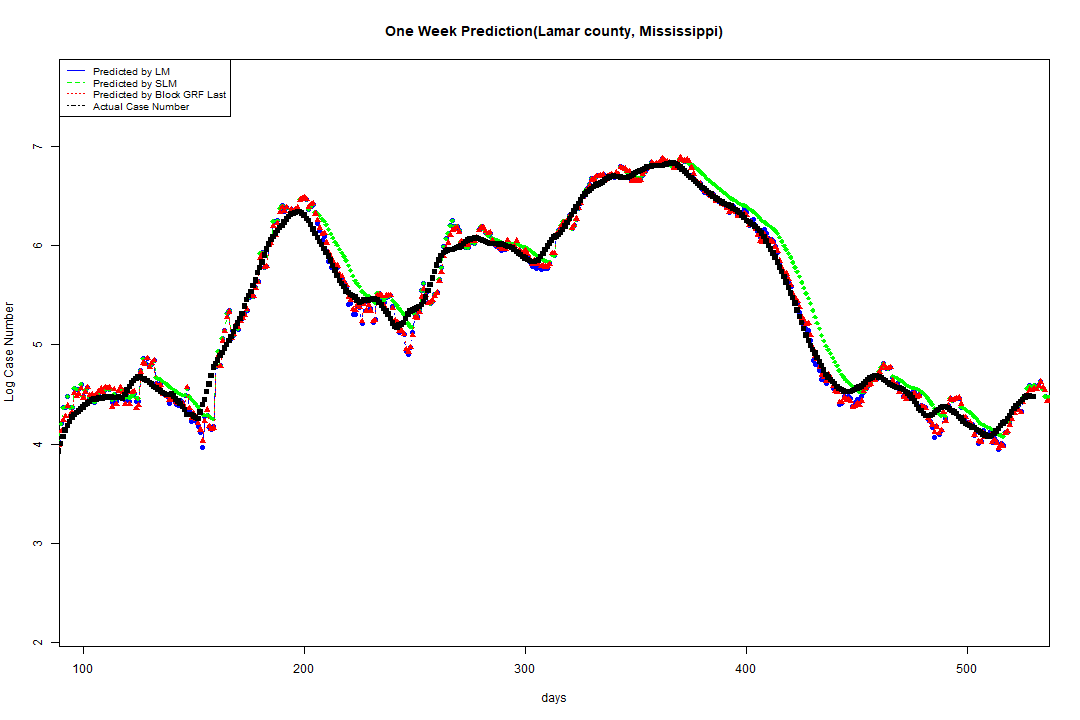 One Week Prediction(Lamar county, Mississippi)
Predicted by LM
Predicted by SLM
Predicted by Block GRF Last
Actual Case Number
7
6
5
4
3
2
Log Case Number
100 200 300 400 500
days